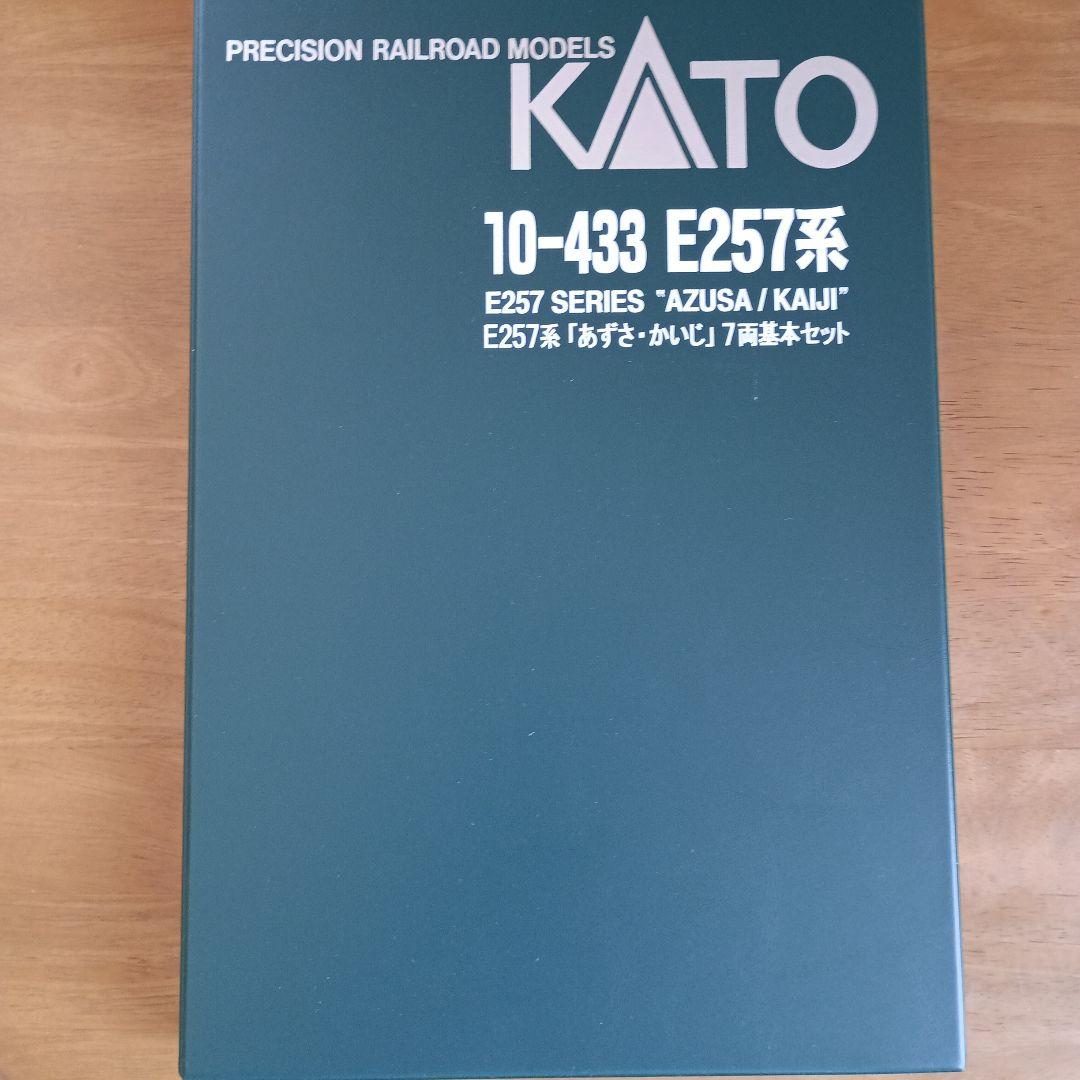 PRECISION RAILROAD MODELS
KATO
10-433 E257系
E257 SERIES "AZUSA / KAIJI"
E257系「あずさ・かいじ」7両基本セット